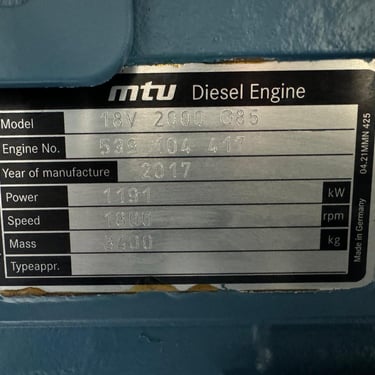 mtu Diesel Engine
Model 18V 2000 G85
Engine No. 104
Year of manufacture 2017
Power 1191 kW
Speed rpm
Mass kg
Typeappr.
Made in Germany 04.21MMN 425